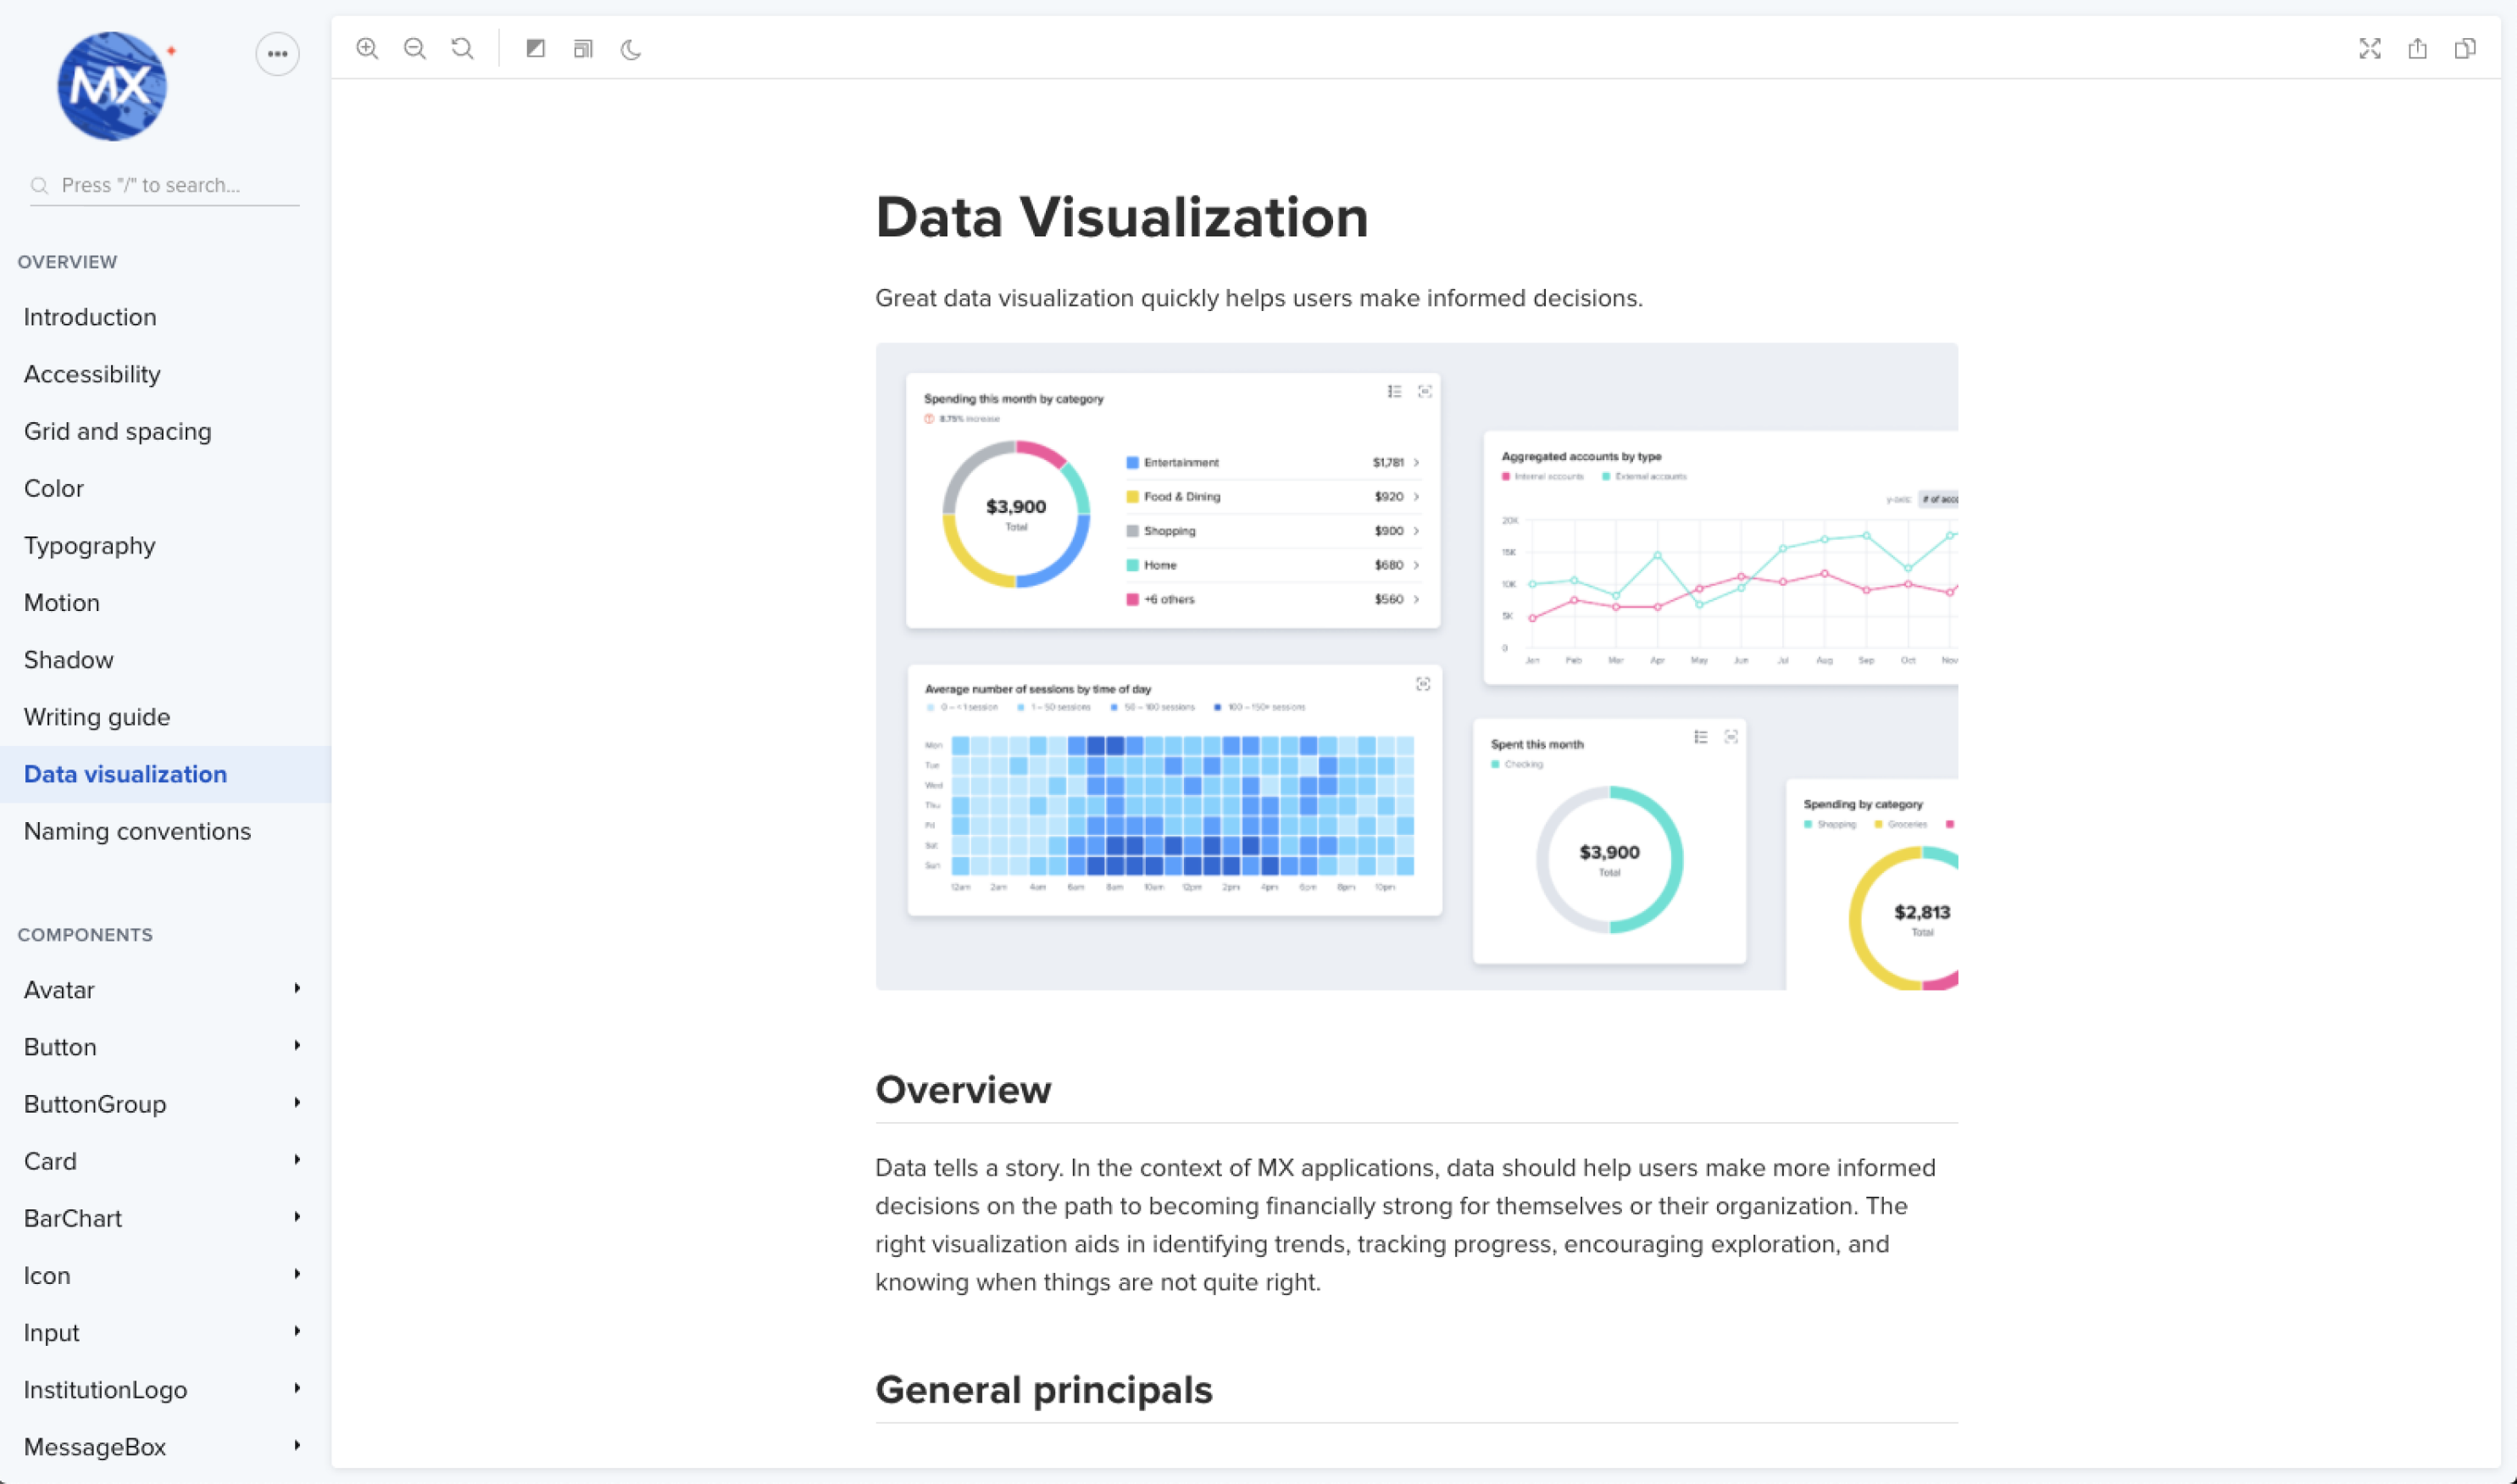 MX
Press "/" to search...
OVERVIEW
Introduction
Accessibility
Grid and spacing
Color
Typography
Motion
Shadow
Writing guide
Data visualization
Naming conventions
COMPONENTS
Avatar
Button
ButtonGroup
Card
BarChart
Icon
Input
InstitutionLogo
MessageBox
Data Visualization
Great data visualization quickly helps users make informed decisions.
Spending this month by category
8.75% increase
$3,900
Total
Entertainment $1,781
Food & Dining $920
Shopping $900
Home $680
+6 others $560
Aggregated accounts by type
Internal accounts External accounts
y-axis: # of acco
20K
15K
10K
5K
0
Jan Feb Mar Apr May Jun Jul Aug Sep Oct Nov
Average number of sessions by time of day
0 – <1 session 1 – 50 sessions 50 – 100 sessions 100 – 150+ sessions
Mon
Tue
Wed
Thu
Fri
Sat
Sun
12am 2am 4am 6am 8am 10am 12pm 2pm 4pm 6pm 8pm 10pm
Spent this month
Checking
$3,900
Total
Spending by category
Shopping Groceries
$2,813
Total
Overview
Data tells a story. In the context of MX applications, data should help users make more informed
decisions on the path to becoming financially strong for themselves or their organization. The
right visualization aids in identifying trends, tracking progress, encouraging exploration, and
knowing when things are not quite right.
General principals